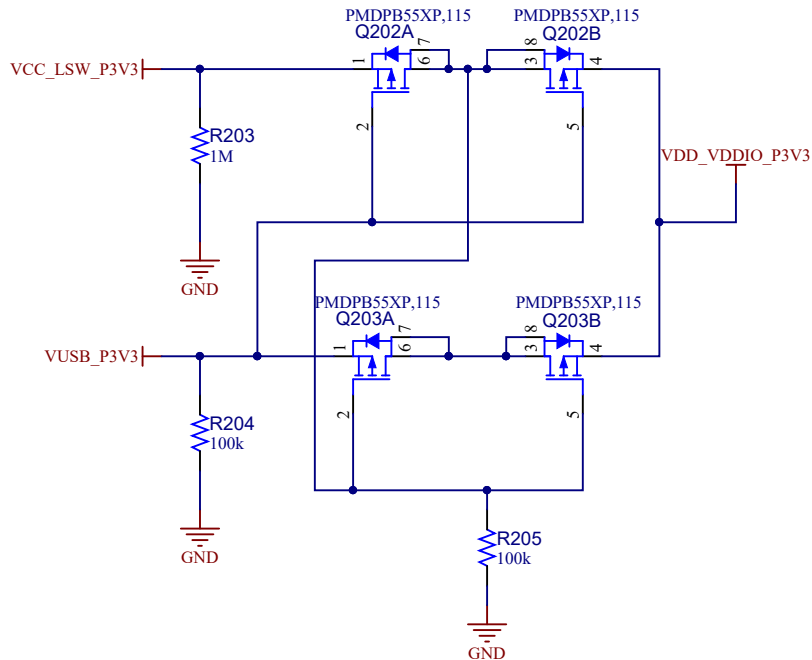 PMDPB55XP,115
PMDPB55XP,115
Q202A
Q202B
7
8
VCC_LSW_P3V3
1
6
3
4
R203
1M
2
5
VDD_VDDIO_P3V3
GND
PMDPB55XP,115
PMDPB55XP,115
Q203A
Q203B
7
8
VUSB_P3V3
1
6
3
4
R204
100k
2
5
R205
100k
GND
GND